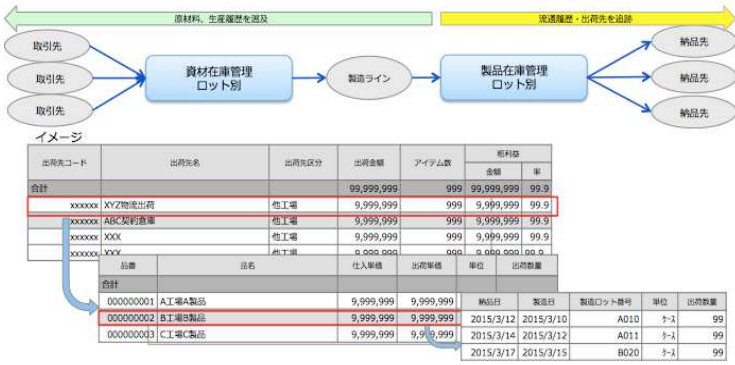 原材料、生産履歴を遡及
流通履歴・出荷先を追跡
取引先
取引先
取引先
資材在庫管理
ロット別
製造ライン
製品在庫管理
ロット別
納品先
納品先
納品先
イメージ
出荷先コード 出荷先名 出荷先区分 出荷金額 アイテム数 粗利益
金額 率
合計 99,999,999 999 99,999,999 99.9
xxxxxx XYZ物流出荷 他工場 9,999,999 999 9,999,999 99.9
xxxxxx ABC契約倉庫 他工場 9,999,999 999 9,999,999 99.9
xxxxxx XXX 他工場 9,999,999 999 9,999,999 99.9
xxxxxx XXX 他工場 9,999,999 999 9,999,999 99.9
品番 品名 仕入単価 出荷単価 単位 出荷数量
合計
000000001 A工場A製品 9,999,999 9,999,999
000000002 B工場B製品 9,999,999 9,999,999
000000003 C工場C製品 9,999,999 9,999,999
納品日 製造日 製造ロット番号 単位 出荷数量
2015/3/12 2015/3/10 A010 ケース 99
2015/3/14 2015/3/12 A011 ケース 99
2015/3/17 2015/3/15 B020 ケース 99